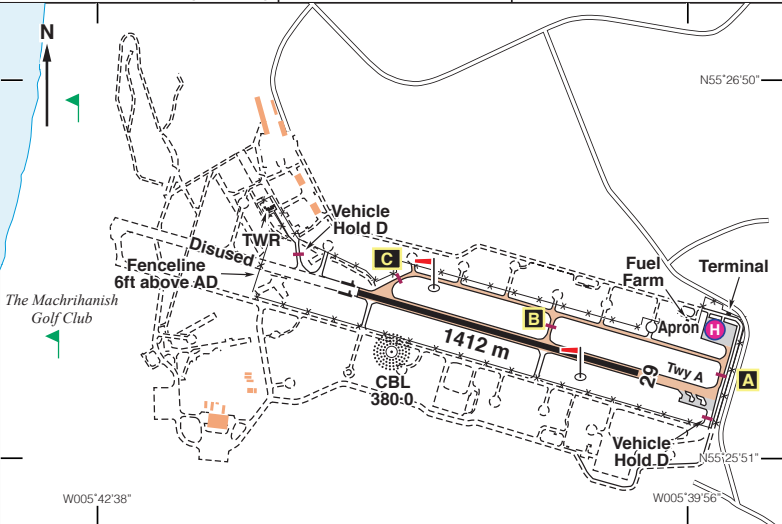 N
N55°26'50"
Vehicle
Hold D
TWR
Disused
Fenceline
6ft above AD
The Machrihanish
Golf Club
C
11
B
1412 m
CBL
380·0
Fuel
Farm
Terminal
Apron
H
Twy A
29
A
Vehicle
Hold D
N55°25'51"
W005°42'38"
W005°39'56"